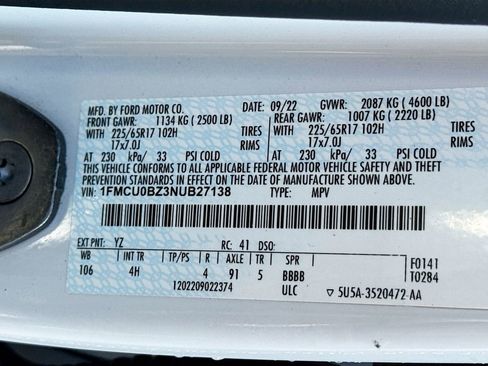 MFD. BY FORD MOTOR CO.
DATE: 09/22 GVWR: 2087 KG ( 4600 LB)
FRONT GAWR: 1134 KG ( 2500 LB) REAR GAWR: 1007 KG ( 2220 LB)
WITH 225/65R17 102H TIRES WITH 225/65R17 102H TIRES
17x7.0J RIMS 17x7.0J RIMS
AT 230 kPa/ 33 PSI COLD AT 230 kPa/ 33 PSI COLD
THIS VEHICLE CONFORMS TO ALL APPLICABLE FEDERAL MOTOR VEHICLE SAFETY AND THEFT
PREVENTION STANDARDS IN EFFECT ON THE DATE OF MANUFACTURE SHOWN ABOVE.
VIN: 1FMCU0BZ3NUB27138 TYPE: MPV
EXT PNT: YZ RC: 41 DSO:
WB INT TR TP/PS R AXLE TR SPR F0141
106 4H 4 91 5 BBBB T0284
1202209022374 ULC ▽ 5U5A-3520472-AA